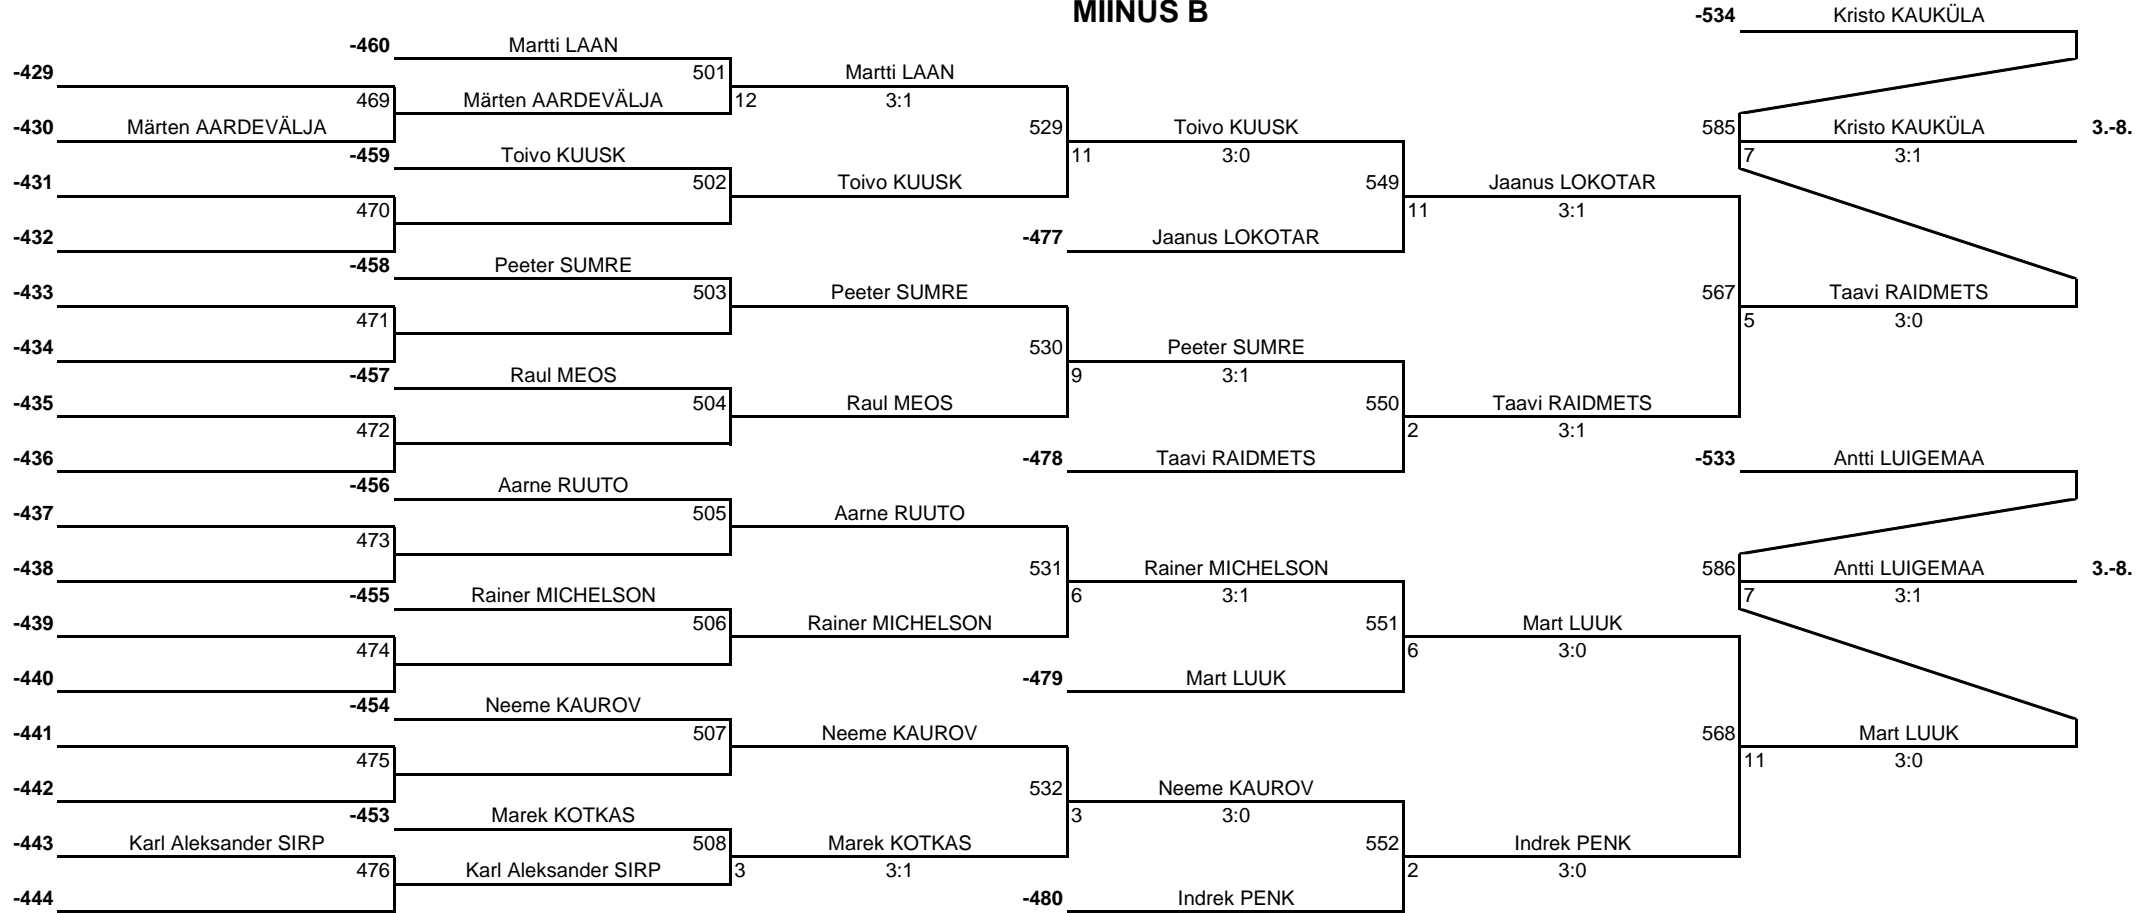 MIINUS B
-534 Kristo KAUKÜLA
-460 Martti LAAN
-429 501 Martti LAAN
469 Märten AARDEVÄLJA 12 3:1
-430 Märten AARDEVÄLJA 529 Toivo KUUSK 585 Kristo KAUKÜLA 3.-8.
-459 Toivo KUUSK 11 3:0 7 3:1
-431 502 Toivo KUUSK 549 Jaanus LOKOTAR
470 11 3:1
-432 -477 Jaanus LOKOTAR
-458 Peeter SUMRE
-433 503 Peeter SUMRE 567 Taavi RAIDMETS
471 5 3:0
-434 530 Peeter SUMRE
-457 Raul MEOS 9 3:1
-435 504 Raul MEOS 550 Taavi RAIDMETS
472 2 3:1
-436 -478 Taavi RAIDMETS -533 Antti LUIGEMAA
-456 Aarne RUUTO
-437 505 Aarne RUUTO
473
-438 531 Rainer MICHELSON 586 Antti LUIGEMAA 3.-8.
-455 Rainer MICHELSON 6 3:1 7 3:1
-439 506 Rainer MICHELSON 551 Mart LUUK
474 6 3:0
-440 -479 Mart LUUK
-454 Neeme KAUROV
-441 507 Neeme KAUROV 568 Mart LUUK
475 11 3:0
-442 532 Neeme KAUROV
-453 Marek KOTKAS 3 3:0
-443 Karl Aleksander SIRP 508 Marek KOTKAS 552 Indrek PENK
476 Karl Aleksander SIRP 3 3:1 2 3:0
-444 -480 Indrek PENK